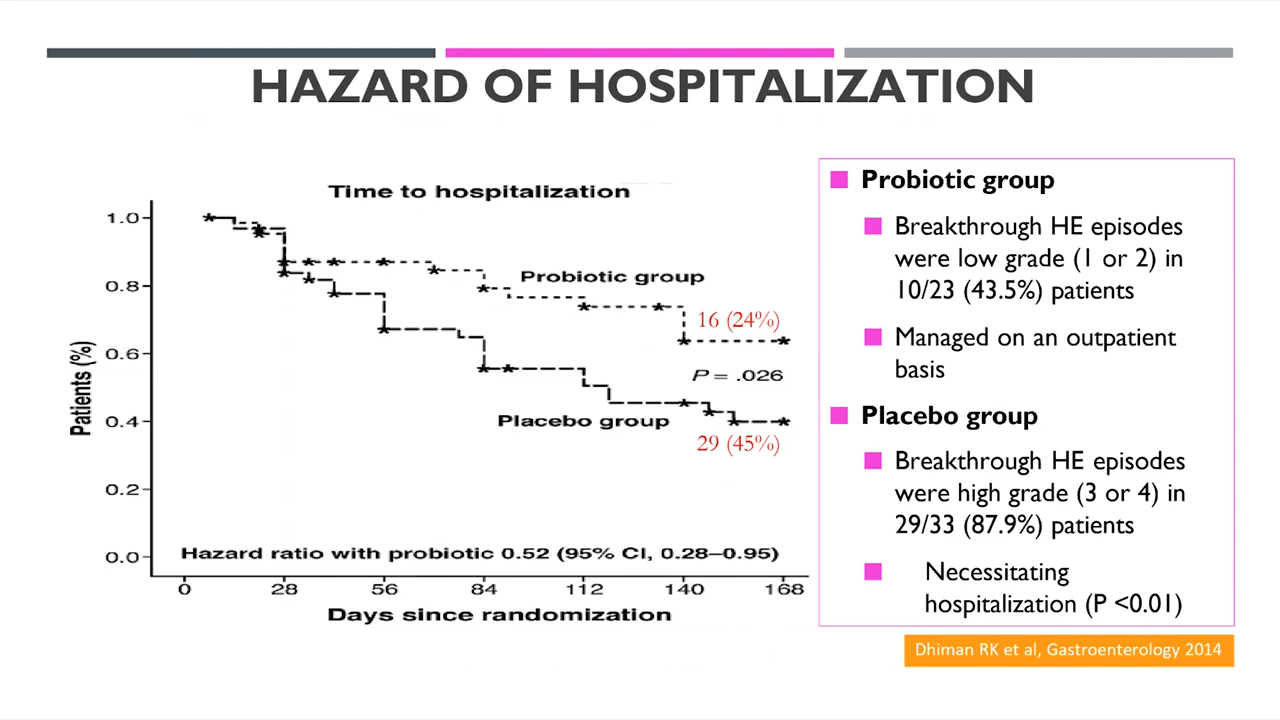 HAZARD OF HOSPITALIZATION
Time to hospitalization
1.0
0.8
0.6
0.4
0.2
0.0
Patients (%)
Probiotic group
16 (24%)
P = .026
Placebo group
29 (45%)
Hazard ratio with probiotic 0.52 (95% CI, 0.28–0.95)
0 28 56 84 112 140 168
Days since randomization
Probiotic group
Breakthrough HE episodes
were low grade (1 or 2) in
10/23 (43.5%) patients
Managed on an outpatient
basis
Placebo group
Breakthrough HE episodes
were high grade (3 or 4) in
29/33 (87.9%) patients
Necessitating
hospitalization (P <0.01)
Dhiman RK et al, Gastroenterology 2014